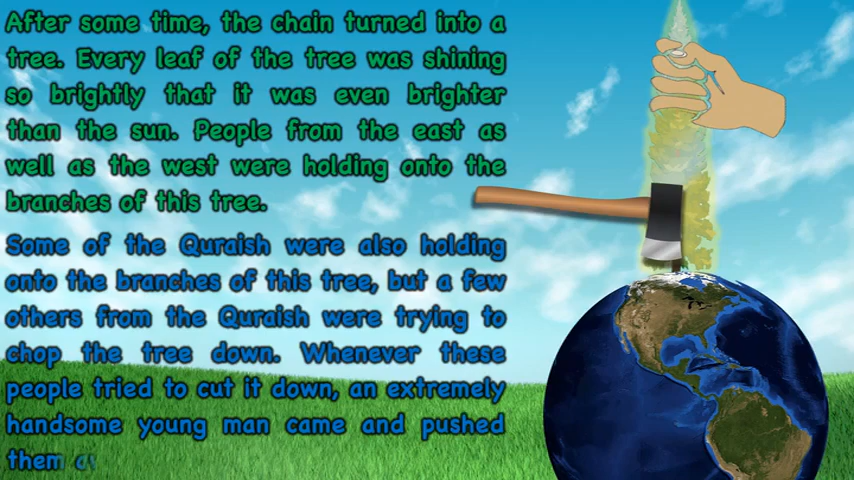 After some time, the chain turned into a
tree. Every leaf of the tree was shining
so brightly that it was even brighter
than the sun. People from the east as
well as the west were holding onto the
branches of this tree.
Some of the Quraish were also holding
onto the branches of this tree, but a few
others from the Quraish were trying to
chop the tree down. Whenever these
people tried to cut it down, an extremely
handsome young man came and pushed
them